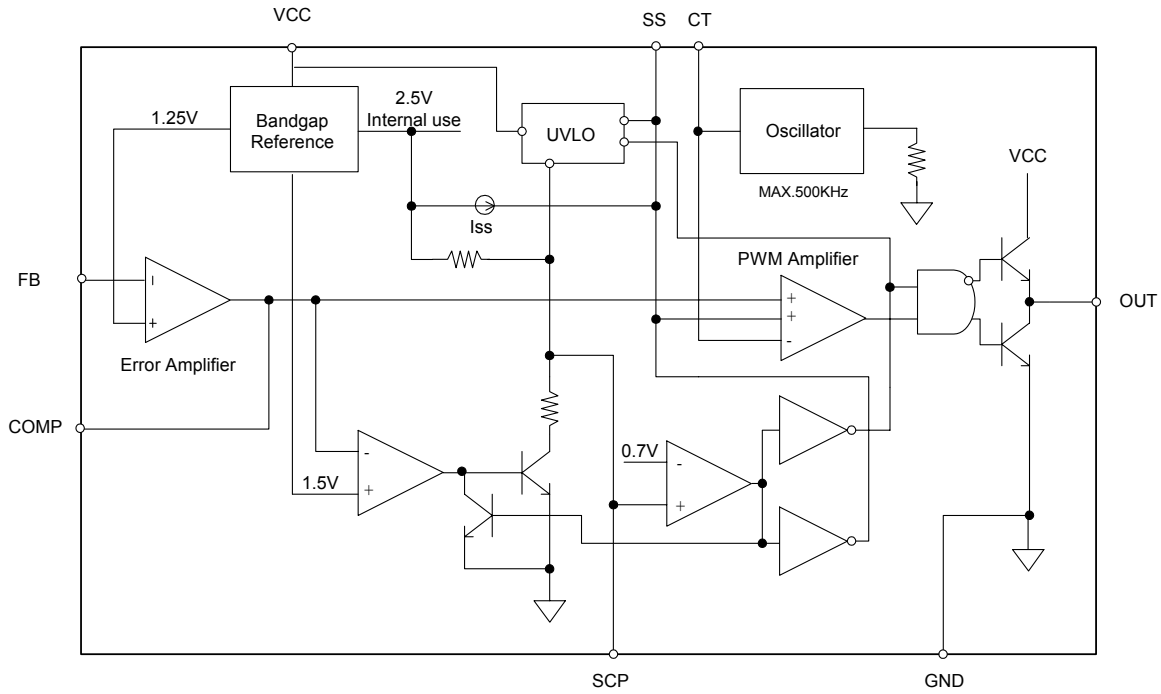 VCC
SS
CT
1.25V
Bandgap
Reference
2.5V
Internal use
UVLO
Oscillator
MAX.500KHz
VCC
Iss
FB
-
+
Error Amplifier
PWM Amplifier
+
+
-
OUT
COMP
-
1.5V
+
0.7V
-
+
SCP
GND